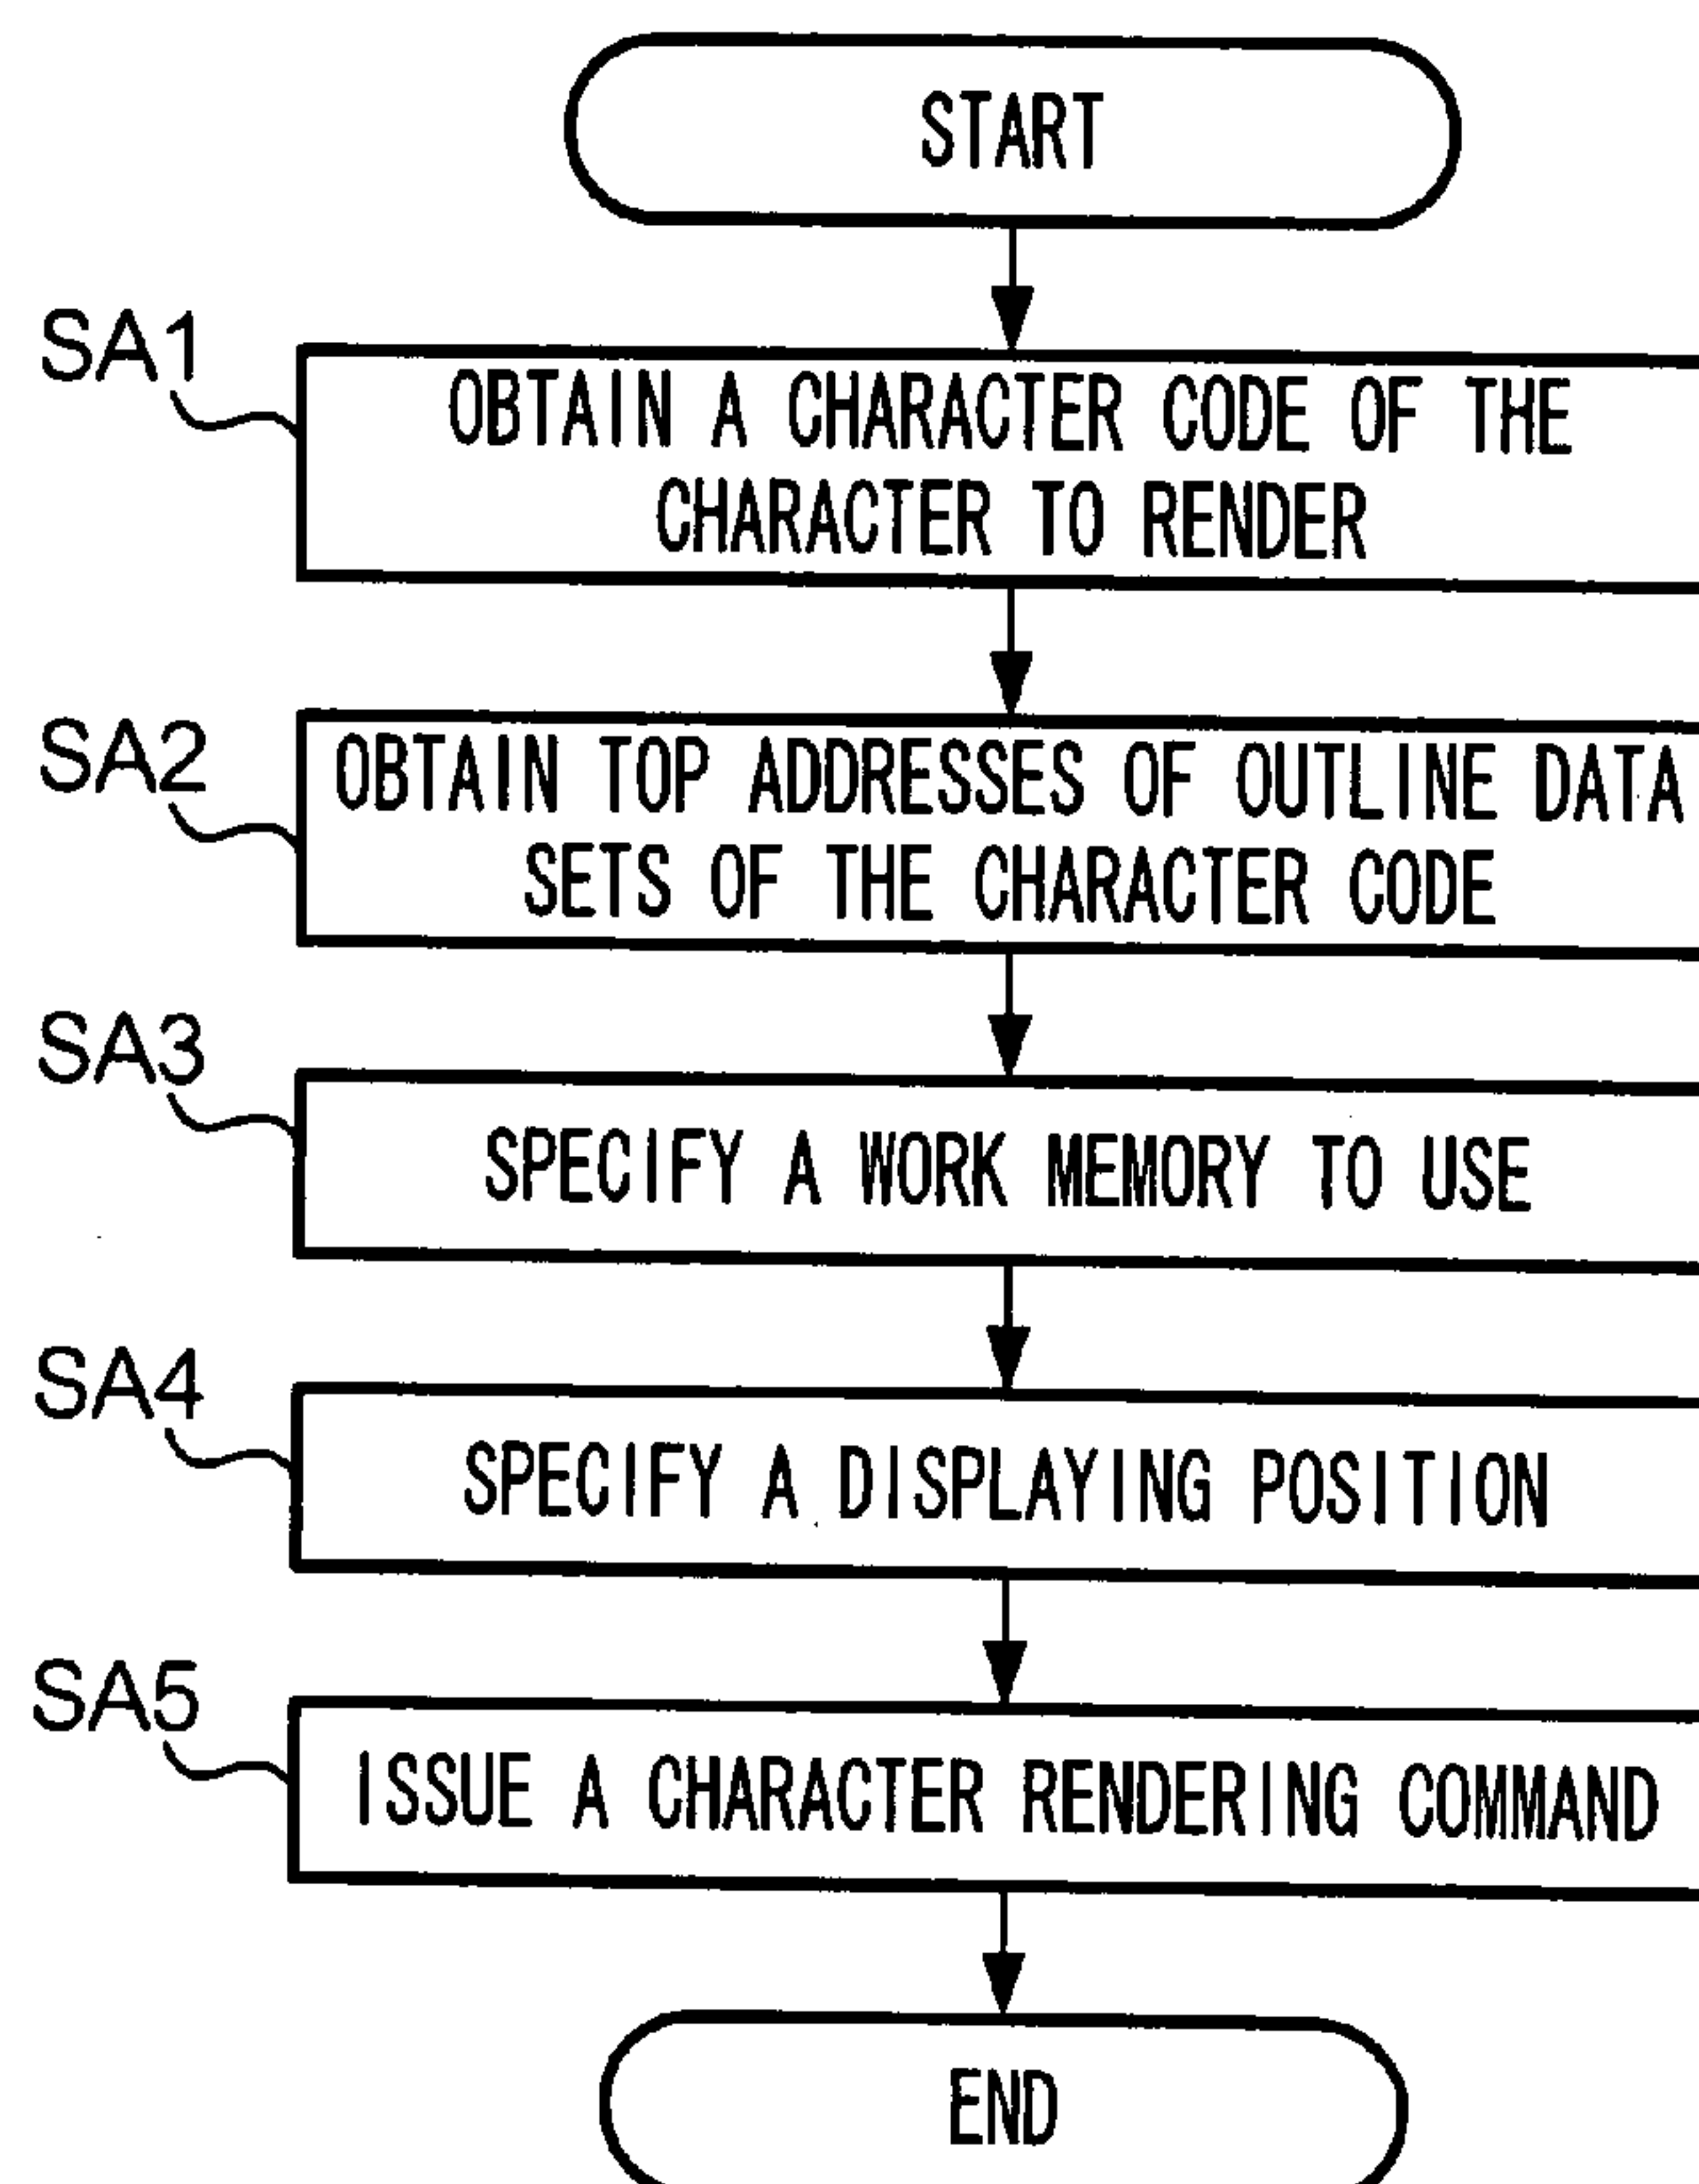 START
SA1
OBTAIN A CHARACTER CODE OF THE
CHARACTER TO RENDER
SA2
OBTAIN TOP ADDRESSES OF OUTLINE DATA
SETS OF THE CHARACTER CODE
SA3
SPECIFY A WORK MEMORY TO USE
SA4
SPECIFY A DISPLAYING POSITION
SA5
ISSUE A CHARACTER RENDERING COMMAND
END